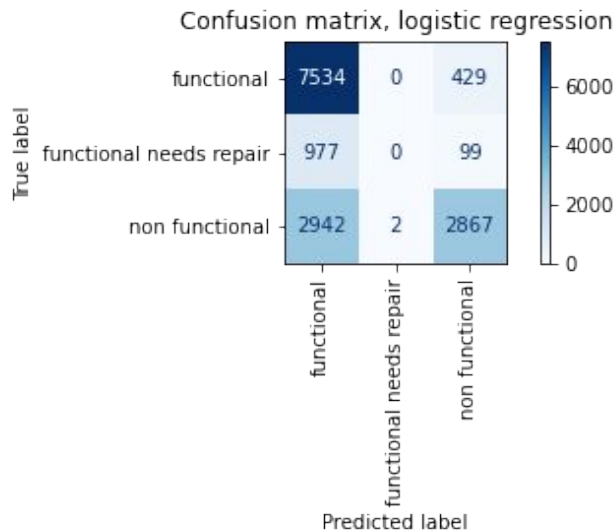 Confusion matrix, logistic regression
True label
functional 7534 0 429
functional needs repair 977 0 99
non functional 2942 2 2867
6000
4000
2000
0
functional
functional needs repair
non functional
Predicted label